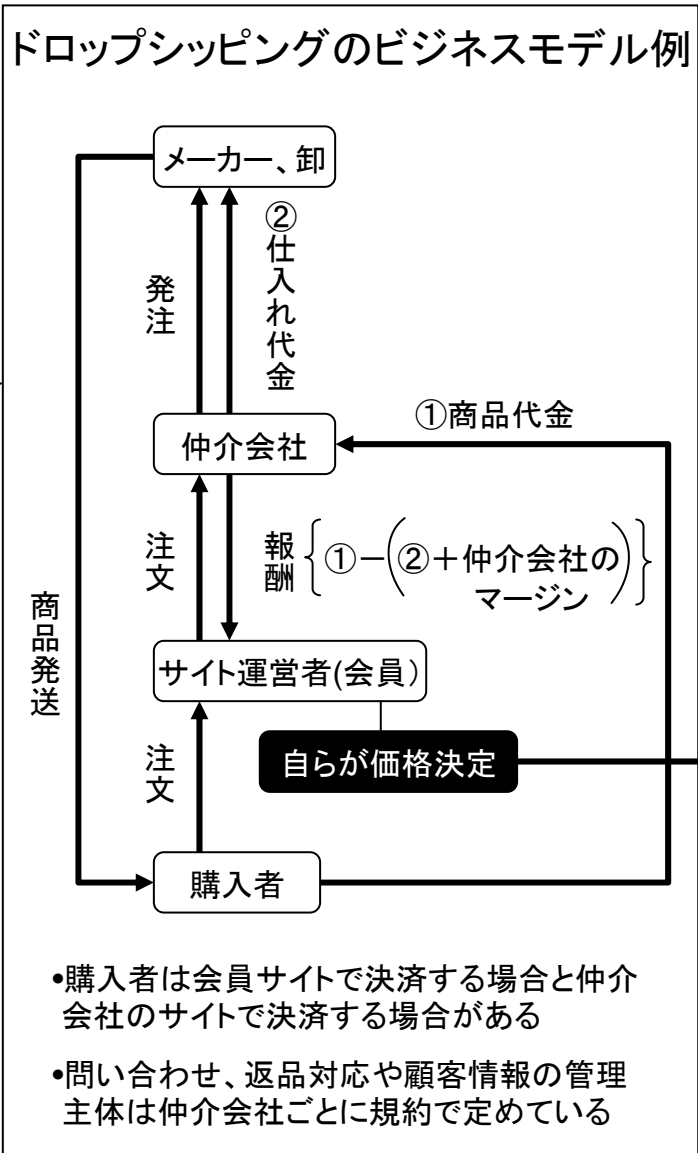 ドロップシッピングのビジネスモデル例
メーカー、卸
②仕入れ代金
発注
①商品代金
仲介会社
注文
報酬{①−(②+仲介会社の
マージン)}
商品発送
サイト運営者(会員)
自らが価格決定
注文
購入者
•購入者は会員サイトで決済する場合と仲介
会社のサイトで決済する場合がある
•問い合わせ、返品対応や顧客情報の管理
主体は仲介会社ごとに規約で定めている